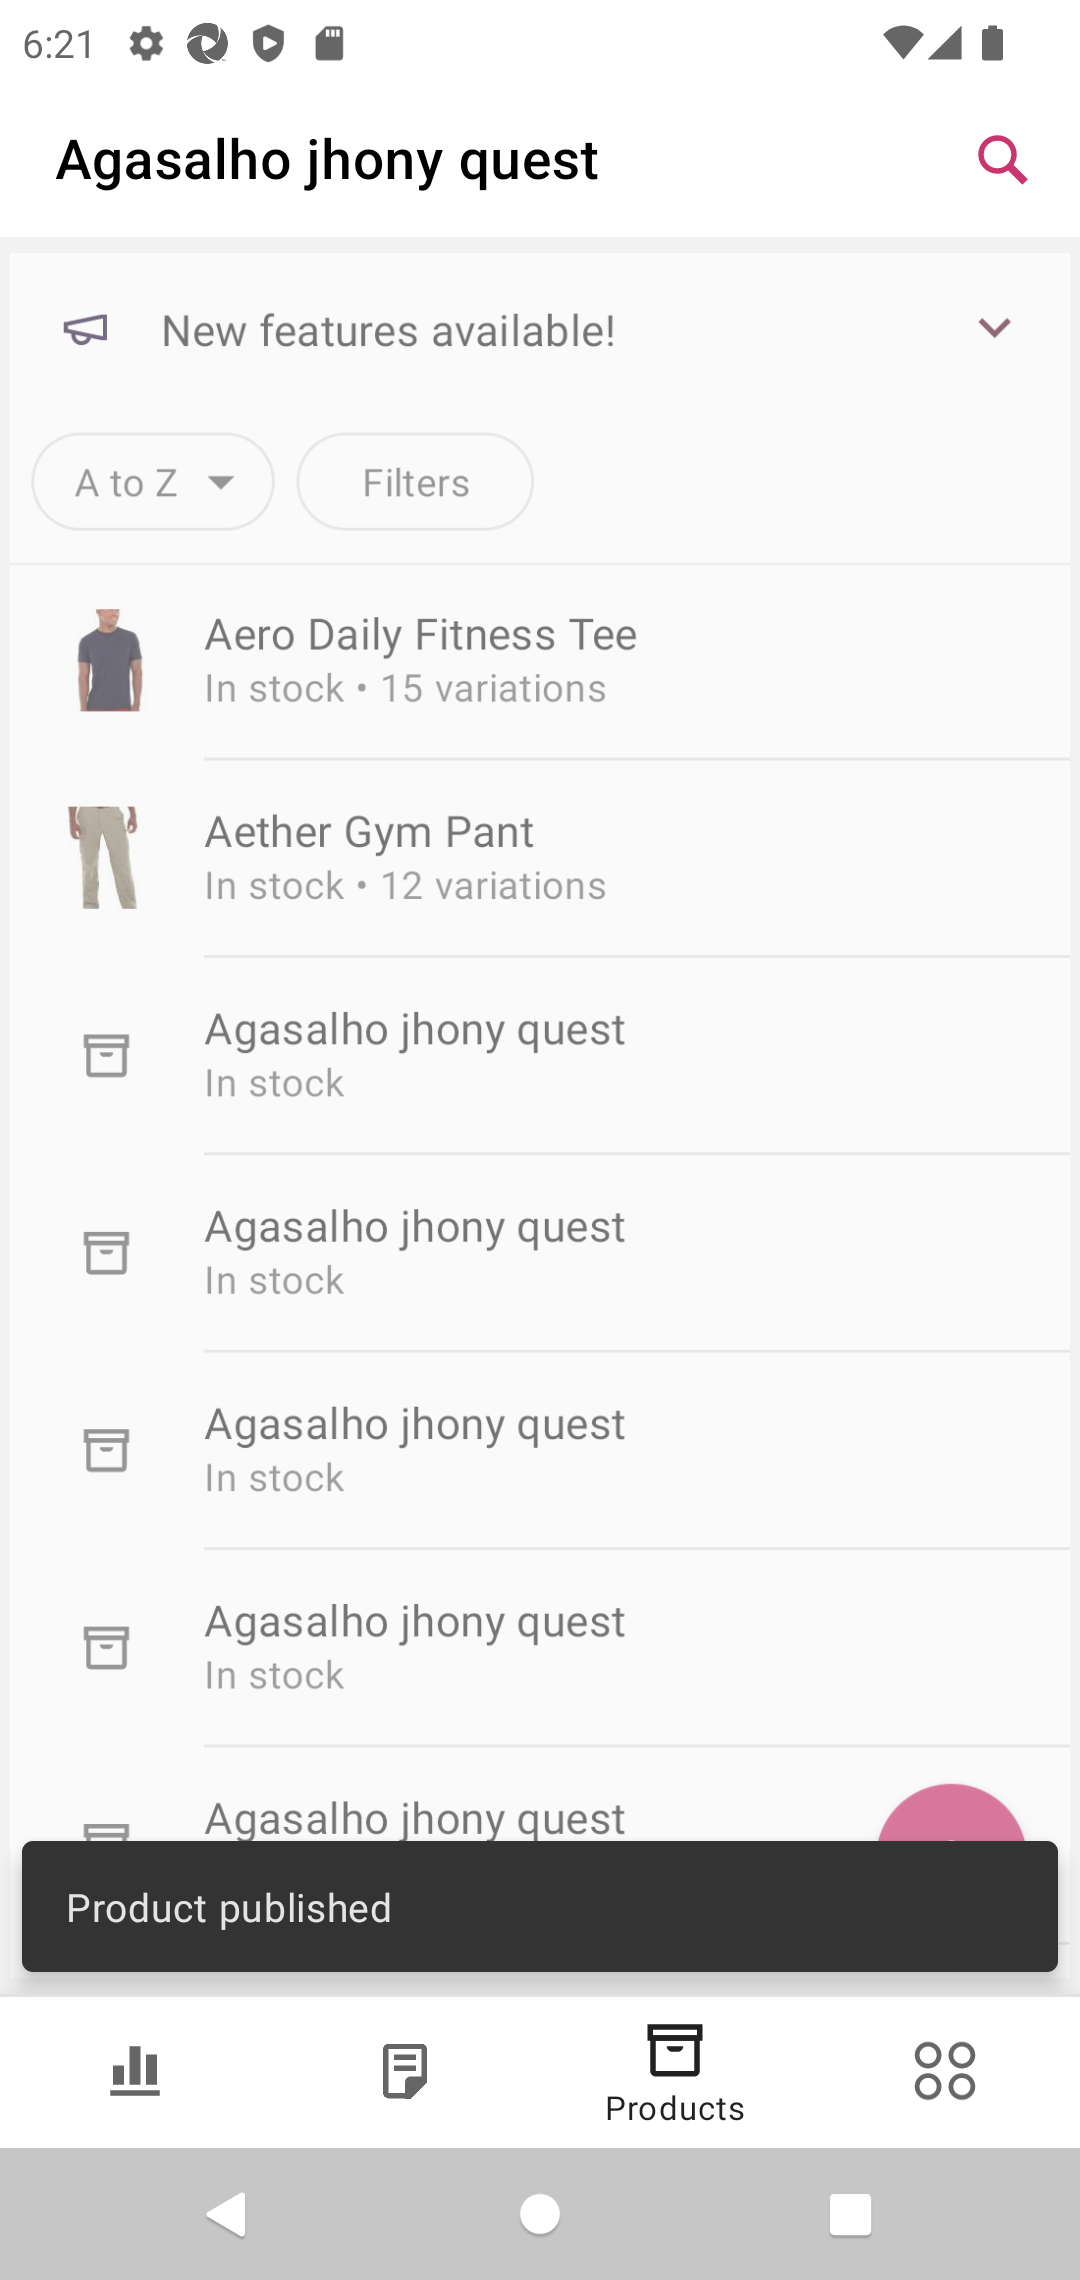 6:21
Agasalho jhony quest
New features available!
A to Z
Filters
Aero Daily Fitness Tee
In stock • 15 variations
Aether Gym Pant
In stock • 12 variations
Agasalho jhony quest
In stock
Agasalho jhony quest
In stock
Agasalho jhony quest
In stock
Agasalho jhony quest
In stock
Agasalho jhony quest
Product published
Products